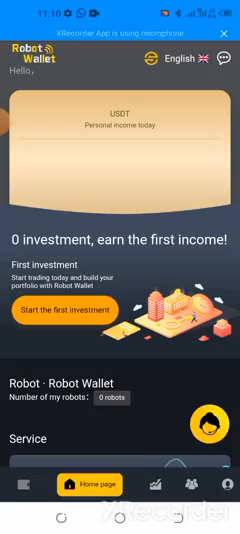 11:10
XRecorder App is using microphone
Robot
Wallet
English
Hello,
USDT
Personal income today
0 investment, earn the first income!
First investment
Start trading today and build your
portfolio with Robot Wallet
Start the first investment
Robot · Robot Wallet
Number of my robots: 0 robots
Service
Home page
XRecorder